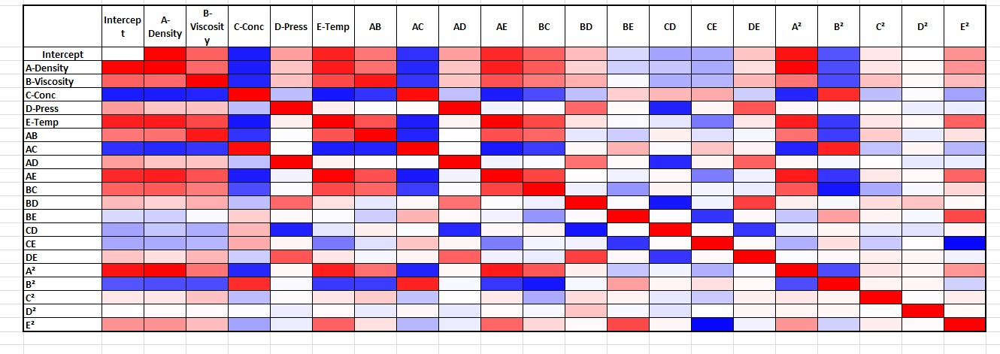 Intercep
t
A-
Density
B-
Viscosit
y
C-Conc
D-Press
E-Temp
AB
AC
AD
AE
BC
BD
BE
CD
CE
DE
A²
B²
C²
D²
E²
Intercept
A-Density
B-Viscosity
C-Conc
D-Press
E-Temp
AB
AC
AD
AE
BC
BD
BE
CD
CE
DE
A²
B²
C²
D²
E²